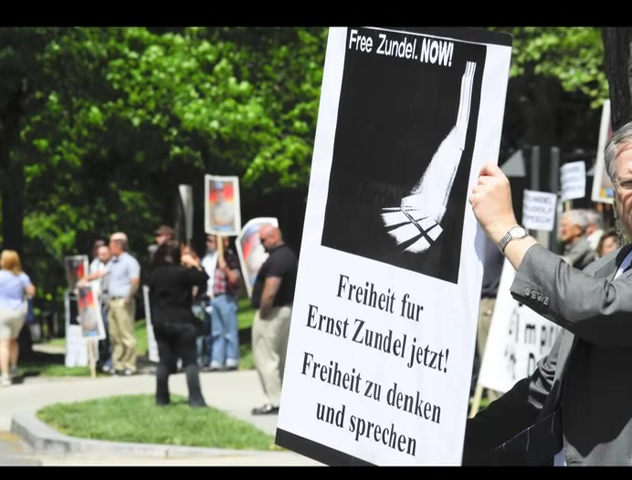 Free Zundel. NOW!
Freiheit fur
Ernst Zundel jetzt!
Freiheit zu denken
und sprechen